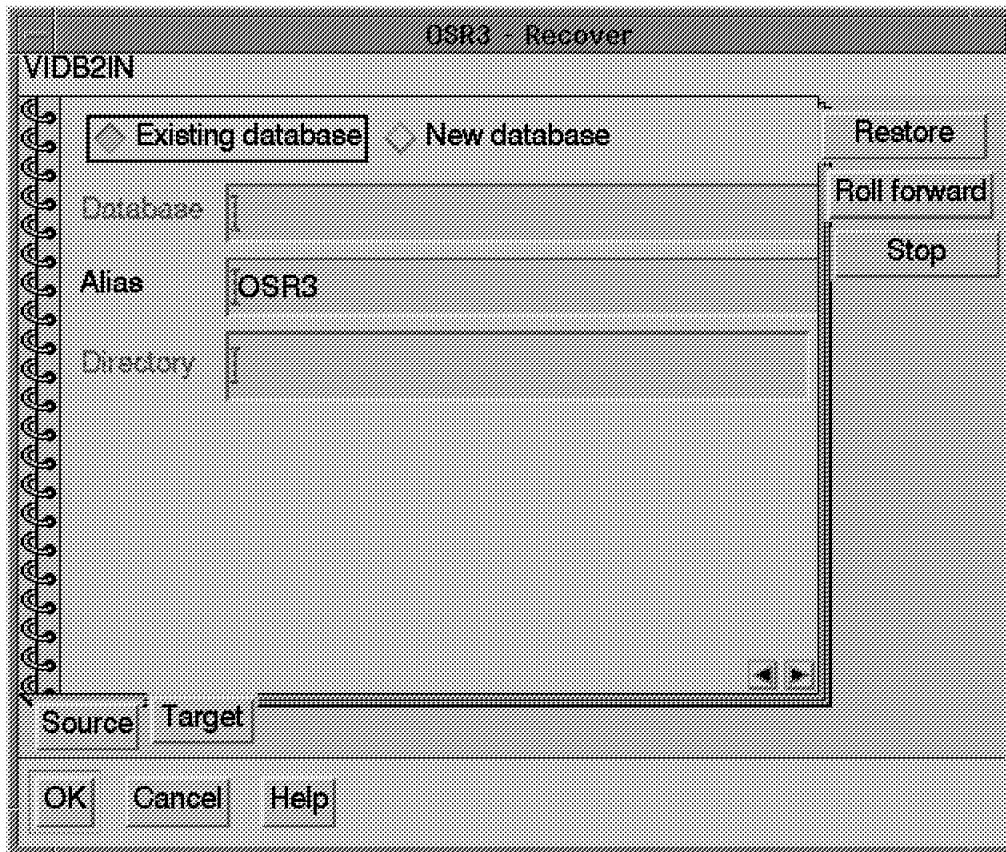 OSR3 - Recover
VIDB2IN
Existing database New database
Restore
Roll forward
Stop
Database
Alias OSR3
Directory
Source Target
OK Cancel Help